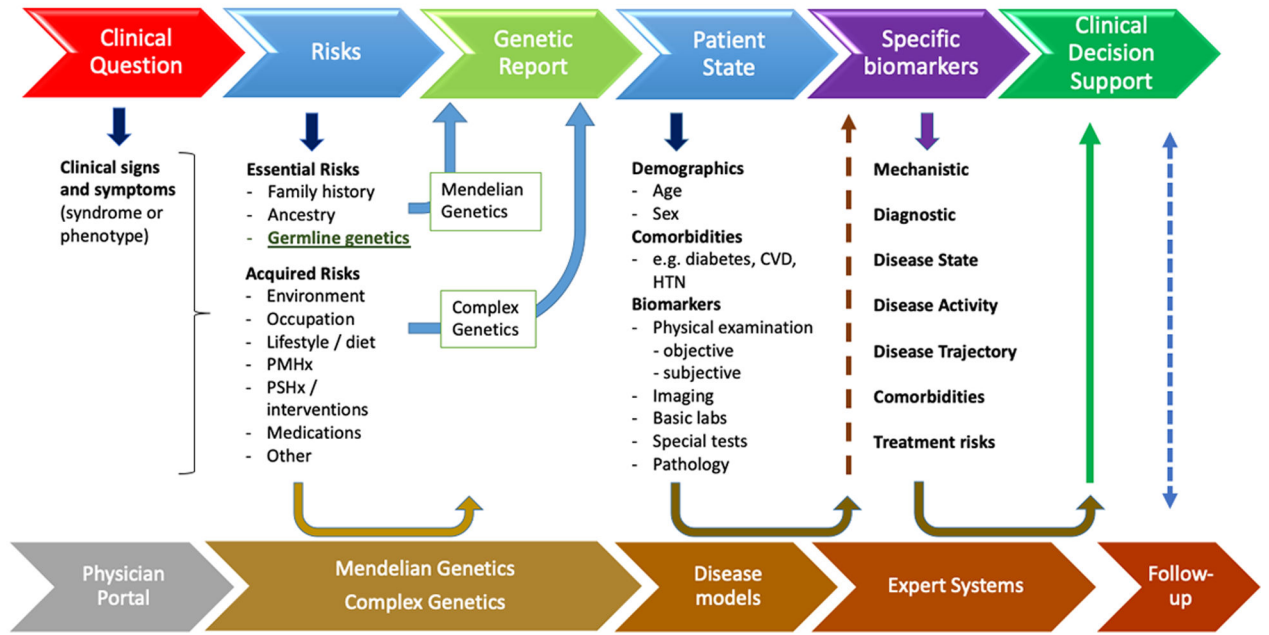 Clinical
Question
Risks
Genetic
Report
Patient
State
Specific
biomarkers
Clinical
Decision
Support
Clinical signs
and symptoms
(syndrome or
phenotype)
Essential Risks
- Family history
- Ancestry
- Germline genetics
Acquired Risks
- Environment
- Occupation
- Lifestyle / diet
- PMHx
- PSHx /
interventions
- Medications
- Other
Mendelian
Genetics
Complex
Genetics
Demographics
- Age
- Sex
Comorbidities
- e.g. diabetes, CVD,
HTN
Biomarkers
- Physical examination
- objective
- subjective
- Imaging
- Basic labs
- Special tests
- Pathology
Mechanistic
Diagnostic
Disease State
Disease Activity
Disease Trajectory
Comorbidities
Treatment risks
Physician
Portal
Mendelian Genetics
Complex Genetics
Disease
models
Expert Systems
Follow-
up